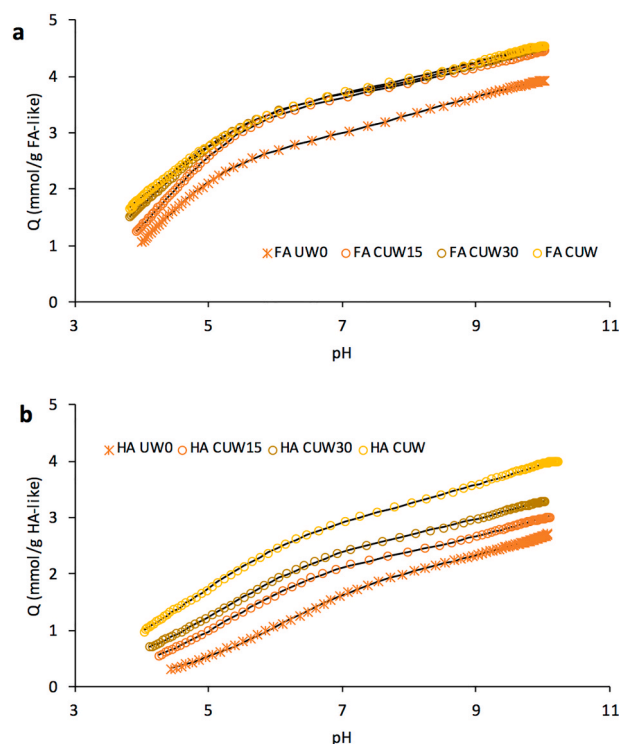 a
5
4
3
2
1
0
Q (mmol/g FA-like)
FA UW0 FA CUW15 FA CUW30 FA CUW
3 5 7 9 11
pH
b
5
4
3
2
1
0
Q (mmol/g HA-like)
HA UW0 HA CUW15 HA CUW30 HA CUW
3 5 7 9 11
pH